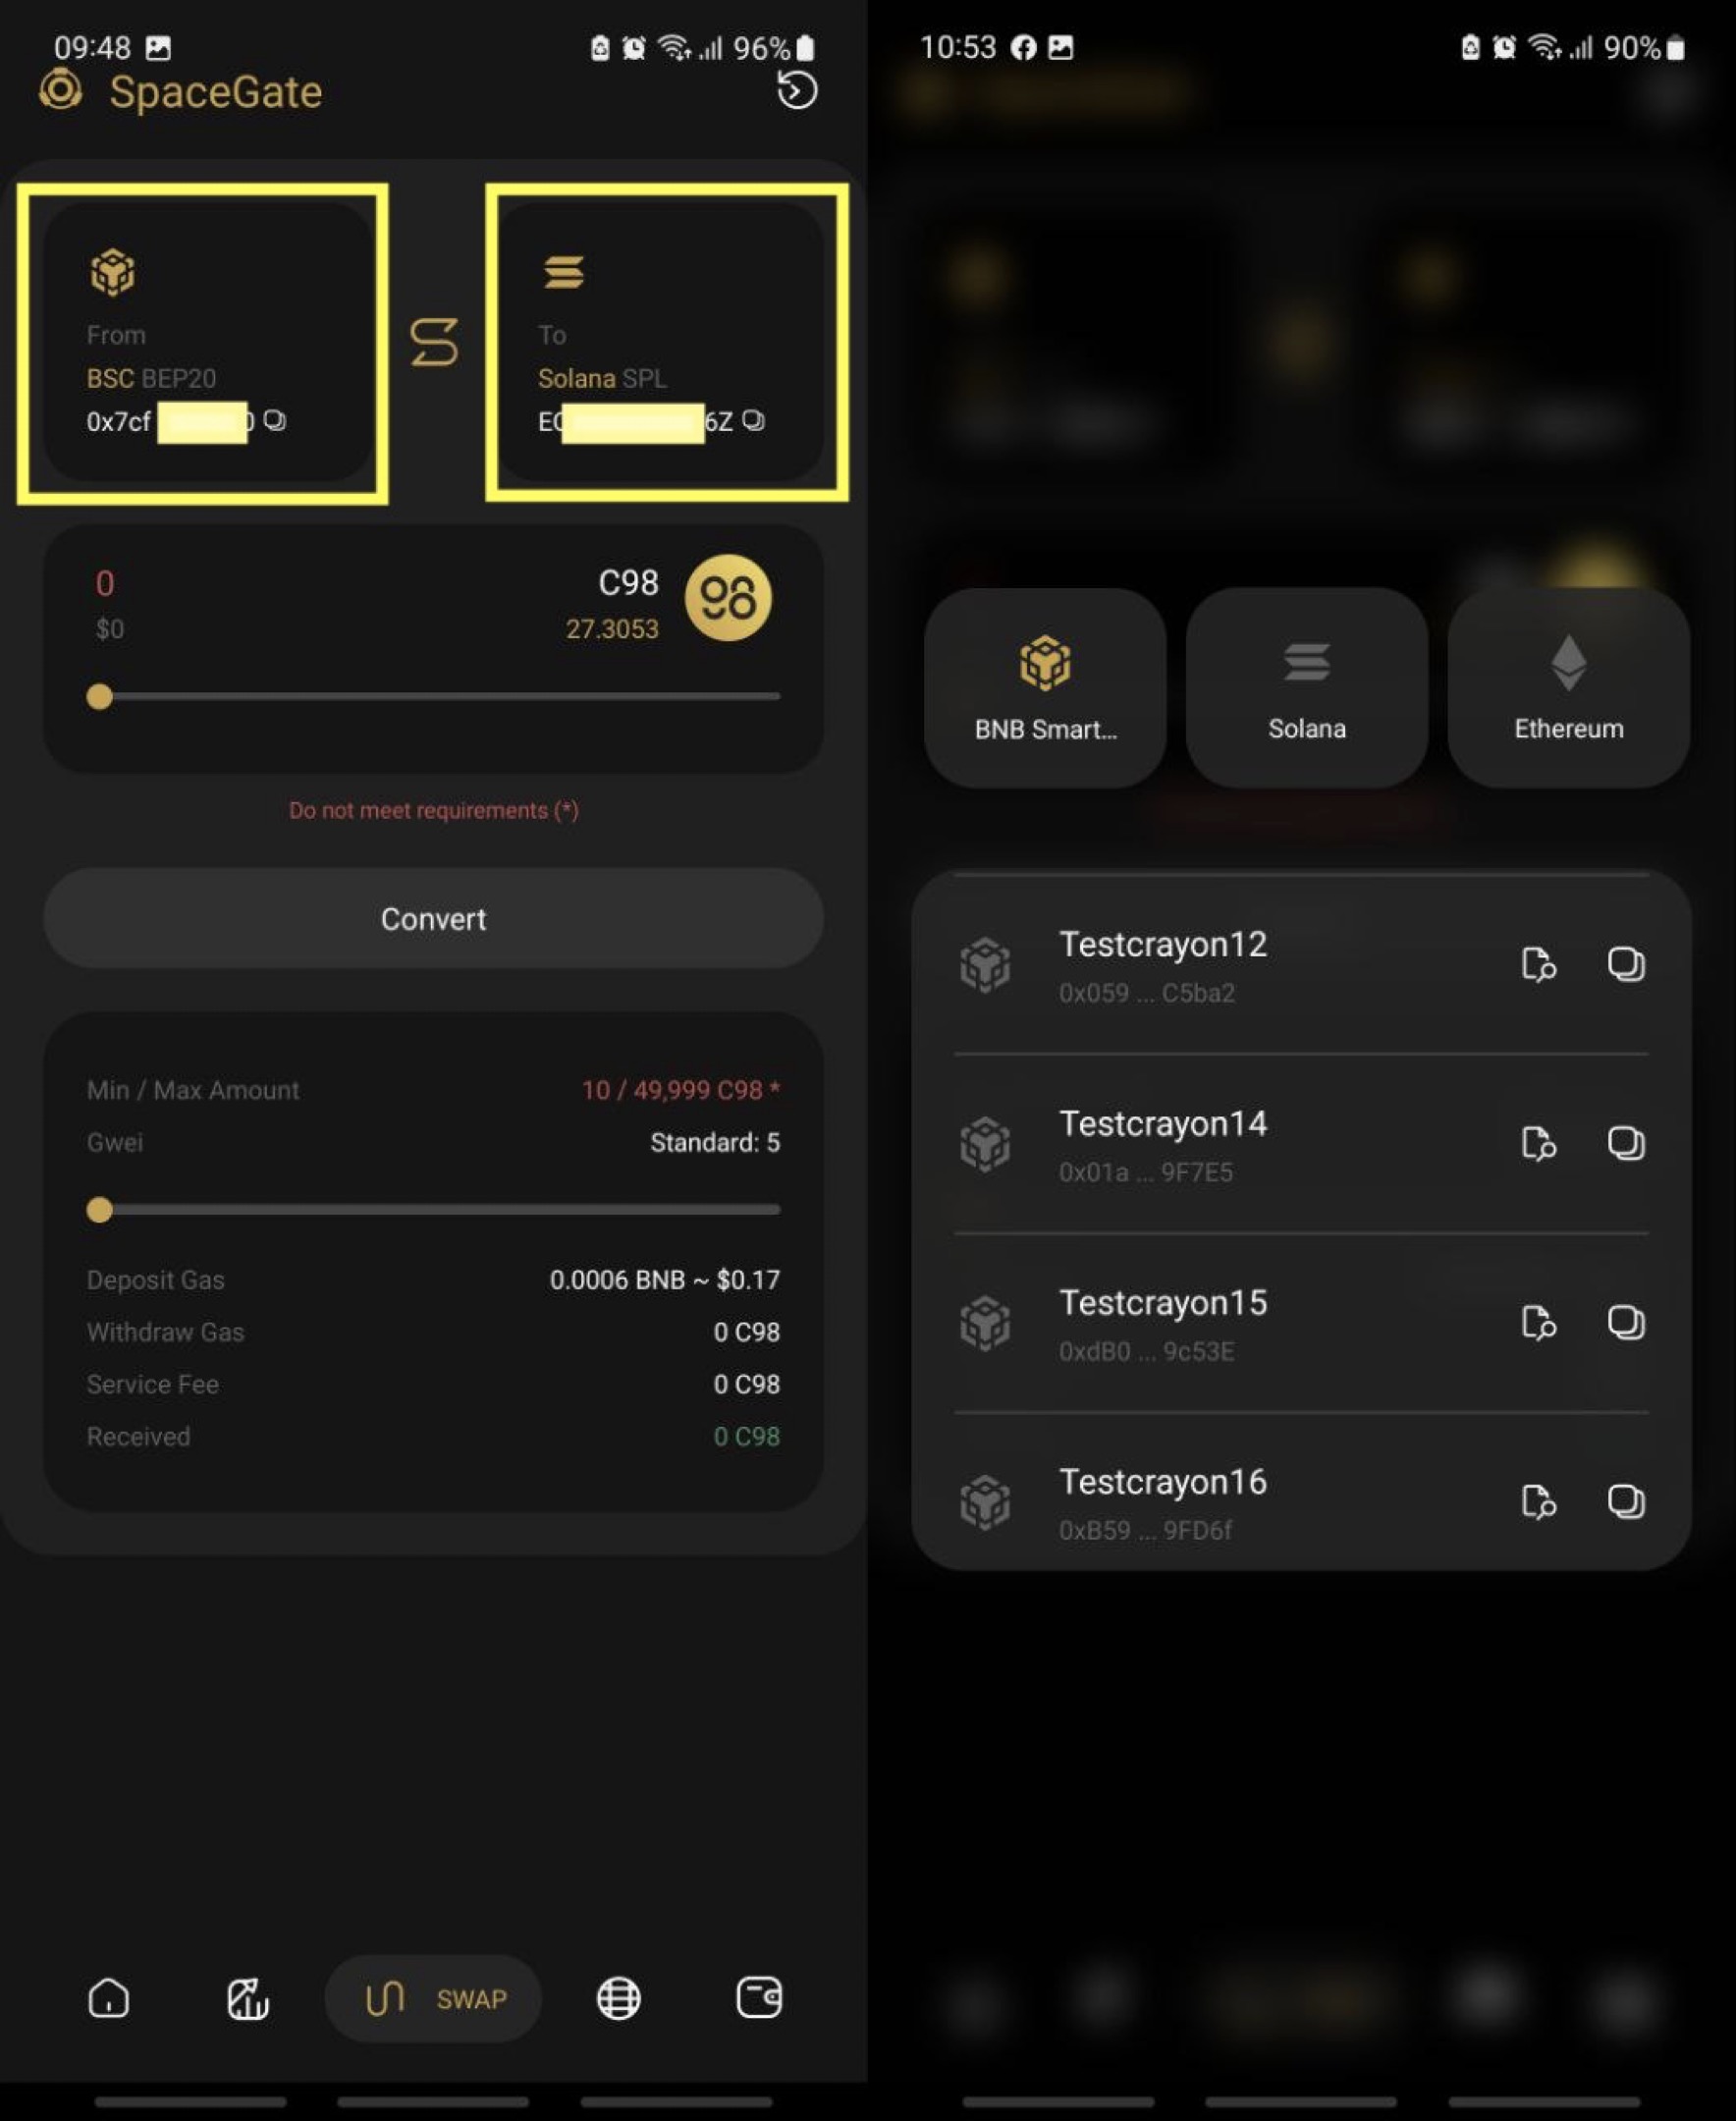 09:48
96%
SpaceGate
From
BSC BEP20
0x7cf
To
Solana SPL
6Z
0
$0
C98
27.3053
Do not meet requirements (*)
Convert
Min / Max Amount 10 / 49,999 C98 *
Gwei Standard: 5
Deposit Gas 0.0006 BNB ~ $0.17
Withdraw Gas 0 C98
Service Fee 0 C98
Received 0 C98
SWAP
10:53
90%
BNB Smart...
Solana
Ethereum
Testcrayon12
0x059 ... C5ba2
Testcrayon14
0x01a ... 9F7E5
Testcrayon15
0xdB0 ... 9c53E
Testcrayon16
0xB59 ... 9FD6f